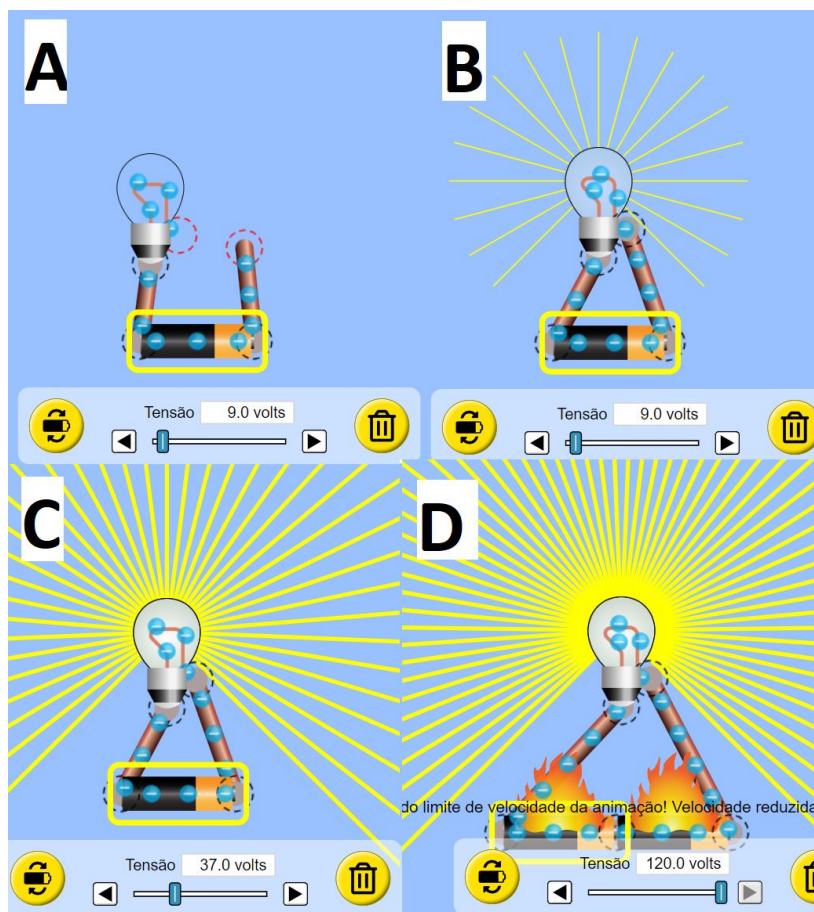 A
B
Tensão 9.0 volts
Tensão 9.0 volts
C
D
do limite de velocidade da animação! Velocidade reduzida
Tensão 37.0 volts
Tensão 120.0 volts